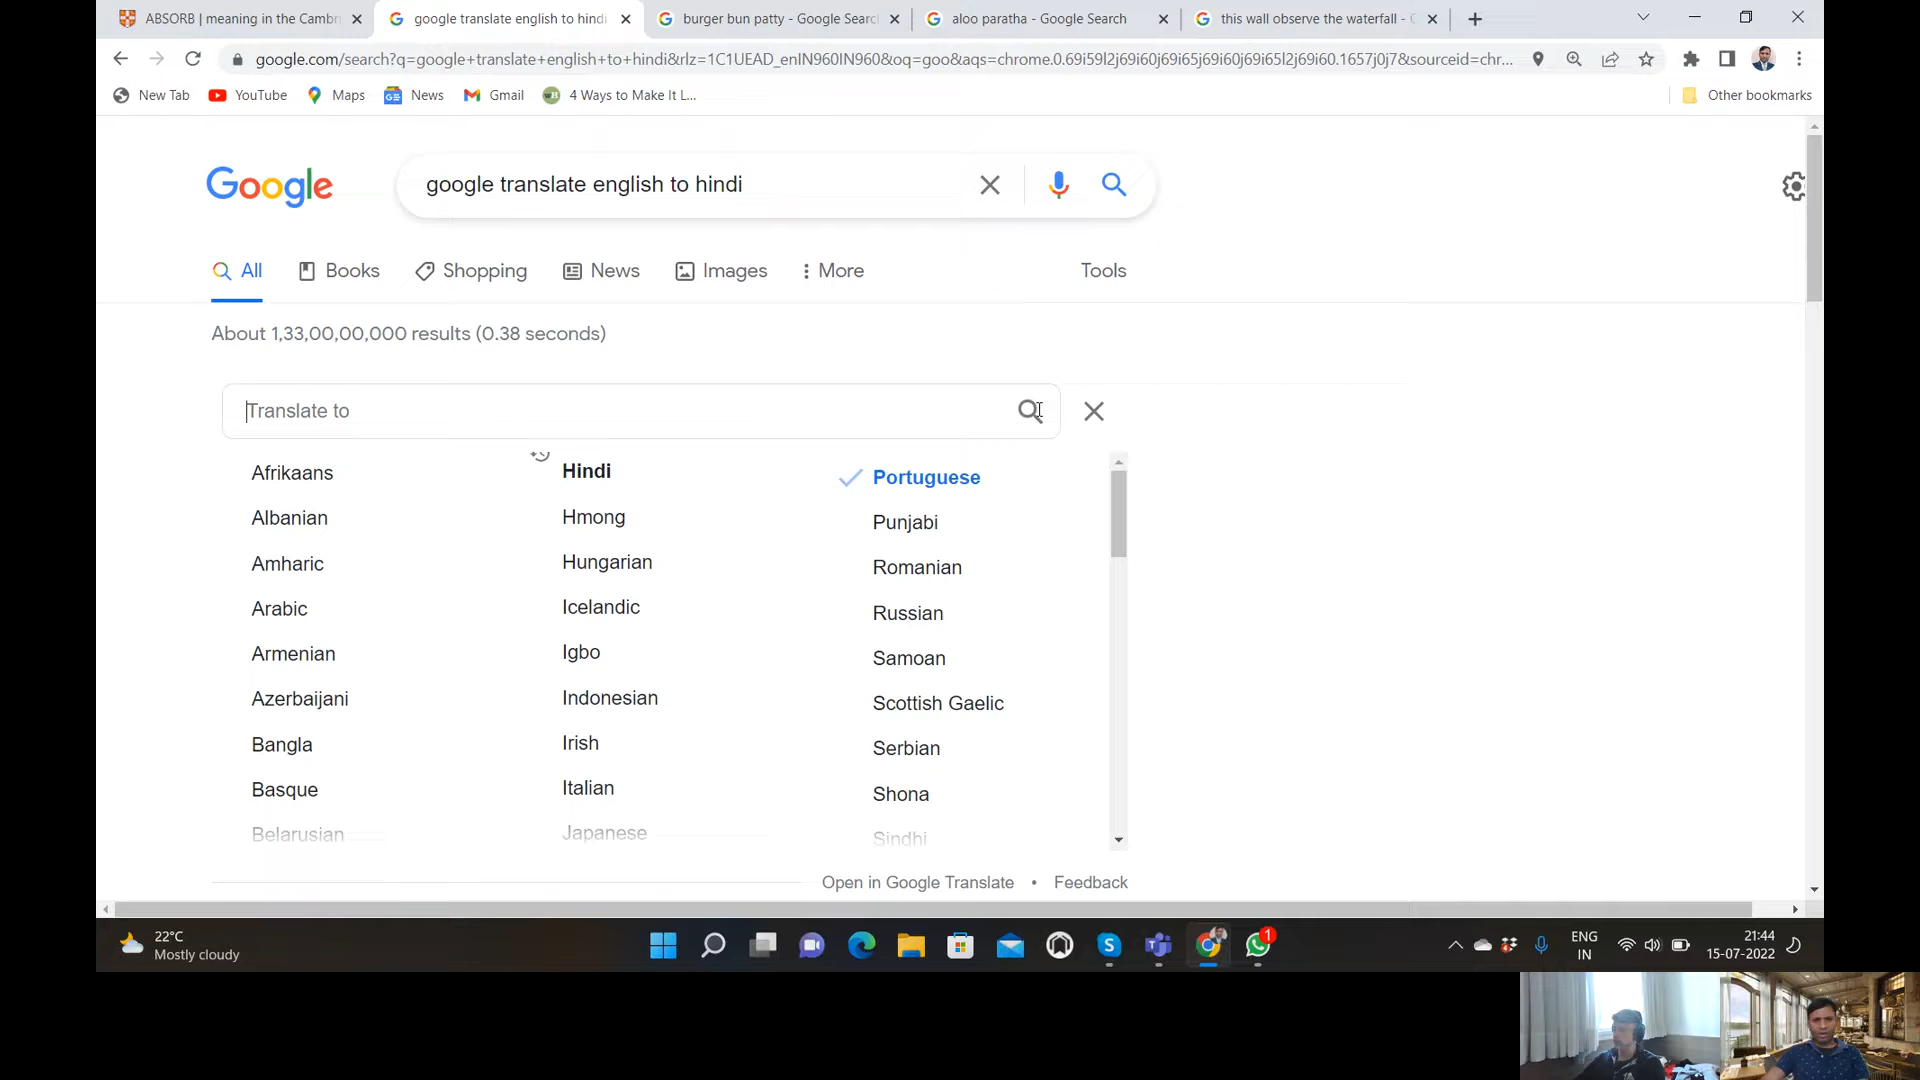 ABSORB | meaning in the Cambri
google translate english to hindi
burger bun patty - Google Searc
aloo paratha - Google Search
this wall observe the waterfall - G
google.com/search?q=google+translate+english+to+hindi&rlz=1C1UEAD_enIN960IN960&oq=goo&aqs=chrome.0.69i59l2j69i60j69i65j69i60j69i65l2j69i60.1657j0j7&sourceid=chr...
New Tab
YouTube
Maps
News
Gmail
4 Ways to Make It L...
Other bookmarks
Google
google translate english to hindi
All
Books
Shopping
News
Images
More
Tools
About 1,33,00,00,000 results (0.38 seconds)
Translate to
Afrikaans
Albanian
Amharic
Arabic
Armenian
Azerbaijani
Bangla
Basque
Belarusian
Hindi
Hmong
Hungarian
Icelandic
Igbo
Indonesian
Irish
Italian
Japanese
Portuguese
Punjabi
Romanian
Russian
Samoan
Scottish Gaelic
Serbian
Shona
Sindhi
Open in Google Translate • Feedback
22°C
Mostly cloudy
1
ENG
IN
21:44
15-07-2022